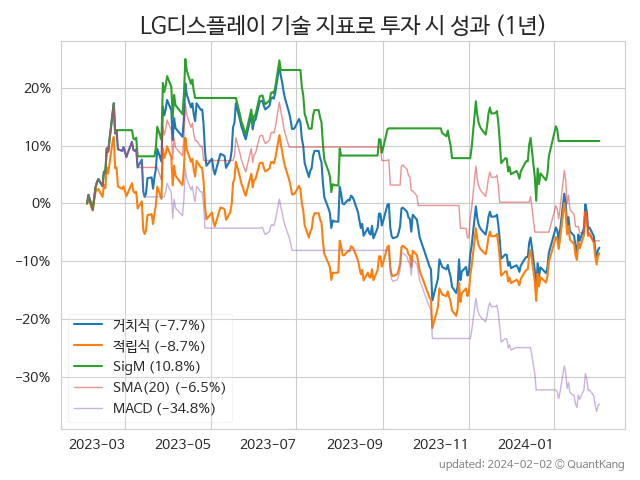 LG디스플레이 기술 지표로 투자 시 성과 (1년)
20%
10%
0%
−10%
−20%
−30%
거치식 (−7.7%)
적립식 (−8.7%)
SigM (10.8%)
SMA(20) (−6.5%)
MACD (−34.8%)
2023−03
2023−05
2023−07
2023−09
2023−11
2024−01
updated: 2024−02−02 © QuantKang